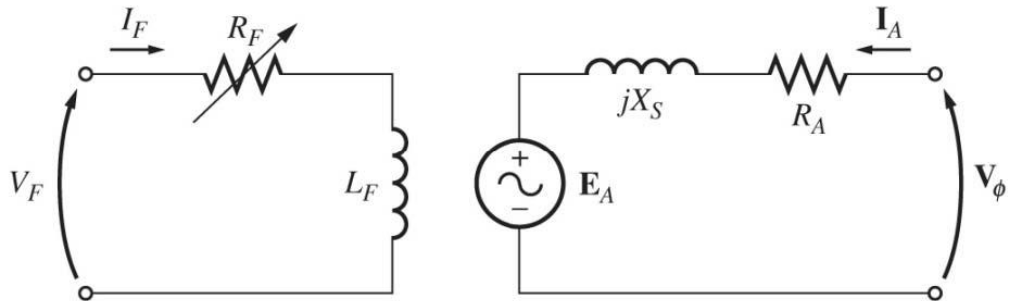 I_F R_F I_A
jX_S R_A
V_F L_F + − E_A V_ϕ